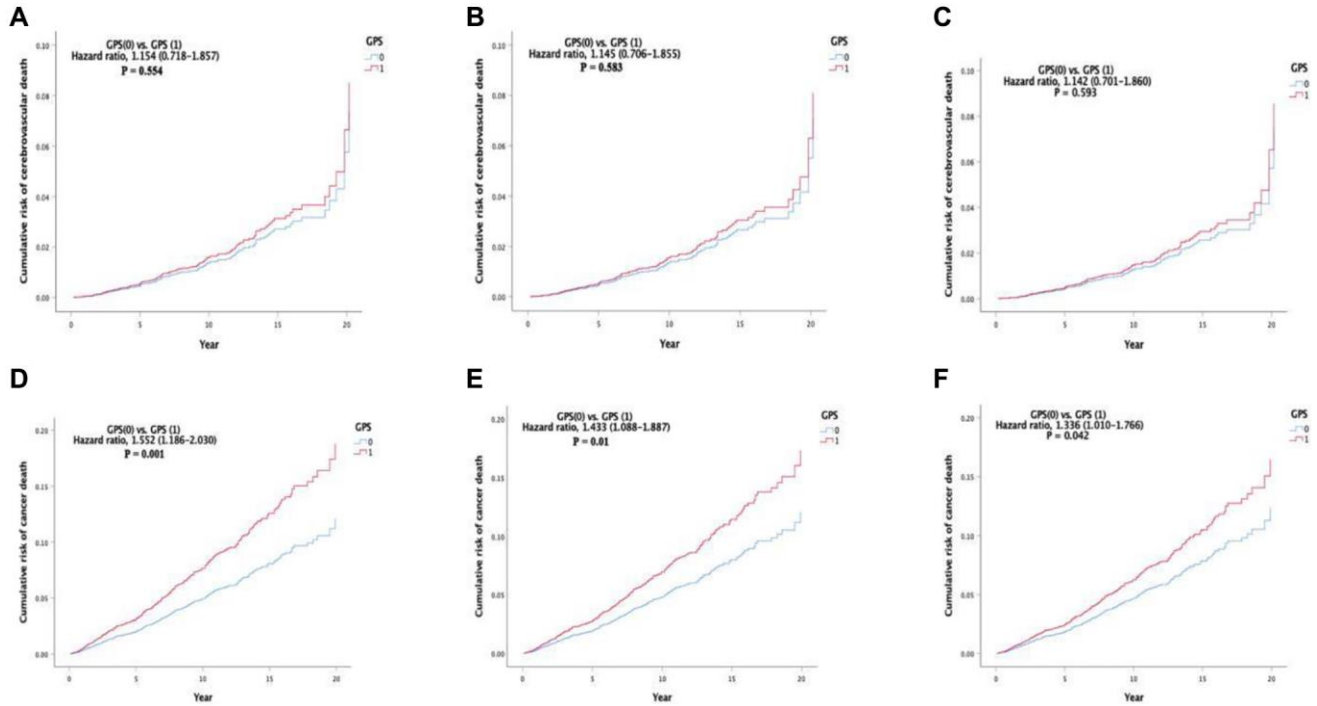 A
GPS(0) vs. GPS (1)
Hazard ratio, 1.154 (0.718-1.857)
P = 0.554
GPS
0
1
Cumulative risk of cerebrovascular death
0.10
0.08
0.06
0.04
0.02
0.00
0 5 10 15 20
Year
B
GPS(0) vs. GPS (1)
Hazard ratio, 1.145 (0.706-1.855)
P = 0.583
GPS
0
1
Cumulative risk of cerebrovascular death
0.10
0.08
0.06
0.04
0.02
0.00
0 5 10 15 20
Year
C
GPS(0) vs. GPS (1)
Hazard ratio, 1.142 (0.701-1.860)
P = 0.593
GPS
0
1
Cumulative risk of cerebrovascular death
0.10
0.08
0.06
0.04
0.02
0.00
0 5 10 15 20
Year
D
GPS(0) vs. GPS (1)
Hazard ratio, 1.552 (1.186-2.030)
P = 0.001
GPS
0
1
Cumulative risk of cancer death
0.20
0.15
0.10
0.05
0.00
0 5 10 15 20
Year
E
GPS(0) vs. GPS (1)
Hazard ratio, 1.433 (1.088-1.887)
P = 0.01
GPS
0
1
Cumulative risk of cancer death
0.20
0.15
0.10
0.05
0.00
0 5 10 15 20
Year
F
GPS(0) vs. GPS (1)
Hazard ratio, 1.336 (1.010-1.766)
P = 0.042
GPS
0
1
Cumulative risk of cancer death
0.20
0.15
0.10
0.05
0.00
0 5 10 15 20
Year